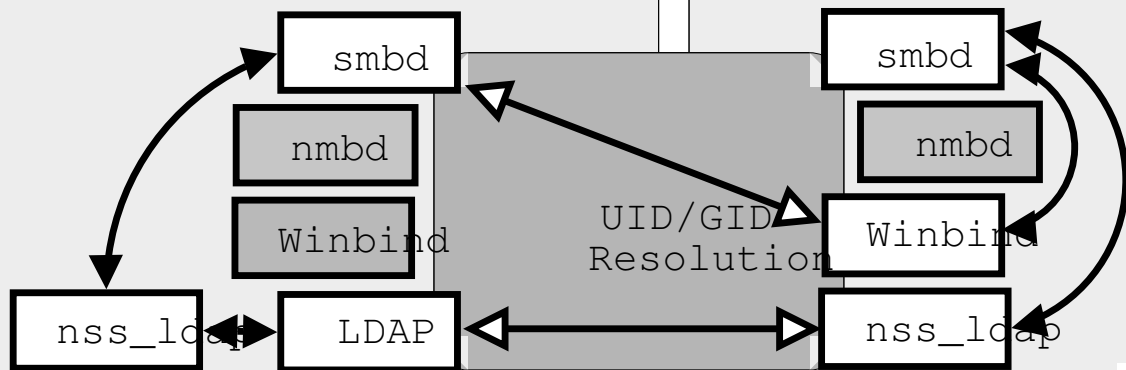 smbd
smbd
nmbd
nmbd
Winbind
UID/GID
Resolution
Winbind
nss_ldap
LDAP
nss_ldap